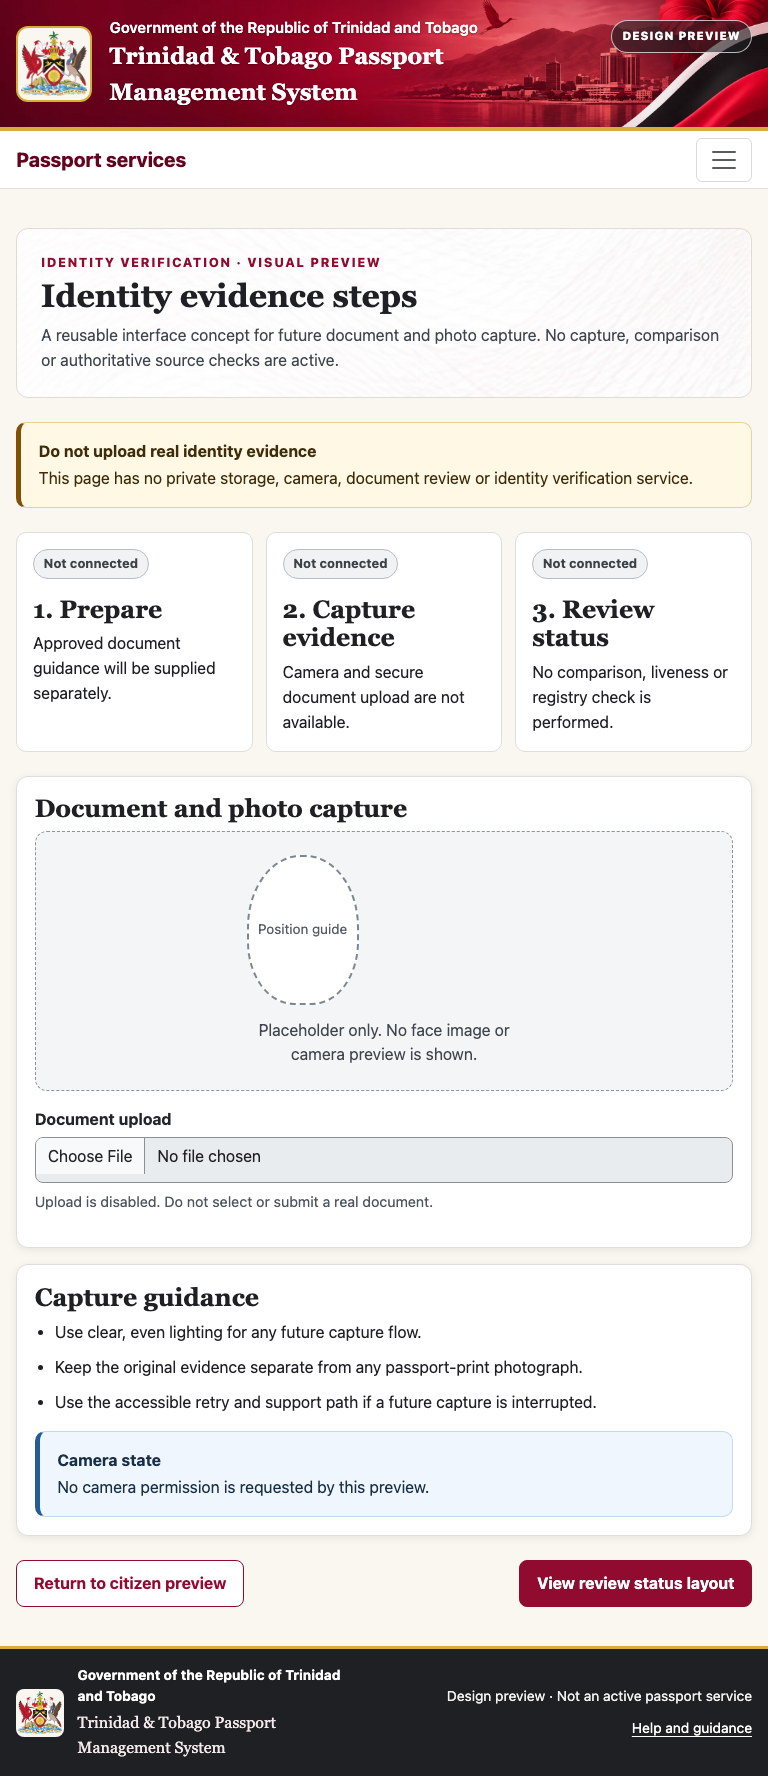 Government of the Republic of Trinidad and Tobago
Trinidad & Tobago Passport
Management System
DESIGN PREVIEW
Passport services
IDENTITY VERIFICATION · VISUAL PREVIEW
Identity evidence steps
A reusable interface concept for future document and photo capture. No capture, comparison
or authoritative source checks are active.
Do not upload real identity evidence
This page has no private storage, camera, document review or identity verification service.
Not connected
1. Prepare
Approved document
guidance will be supplied
separately.
Not connected
2. Capture
evidence
Camera and secure
document upload are not
available.
Not connected
3. Review
status
No comparison, liveness or
registry check is
performed.
Document and photo capture
Position guide
Placeholder only. No face image or
camera preview is shown.
Document upload
Choose File No file chosen
Upload is disabled. Do not select or submit a real document.
Capture guidance
• Use clear, even lighting for any future capture flow.
• Keep the original evidence separate from any passport-print photograph.
• Use the accessible retry and support path if a future capture is interrupted.
Camera state
No camera permission is requested by this preview.
Return to citizen preview
View review status layout
Government of the Republic of Trinidad
and Tobago
Trinidad & Tobago Passport
Management System
Design preview · Not an active passport service
Help and guidance